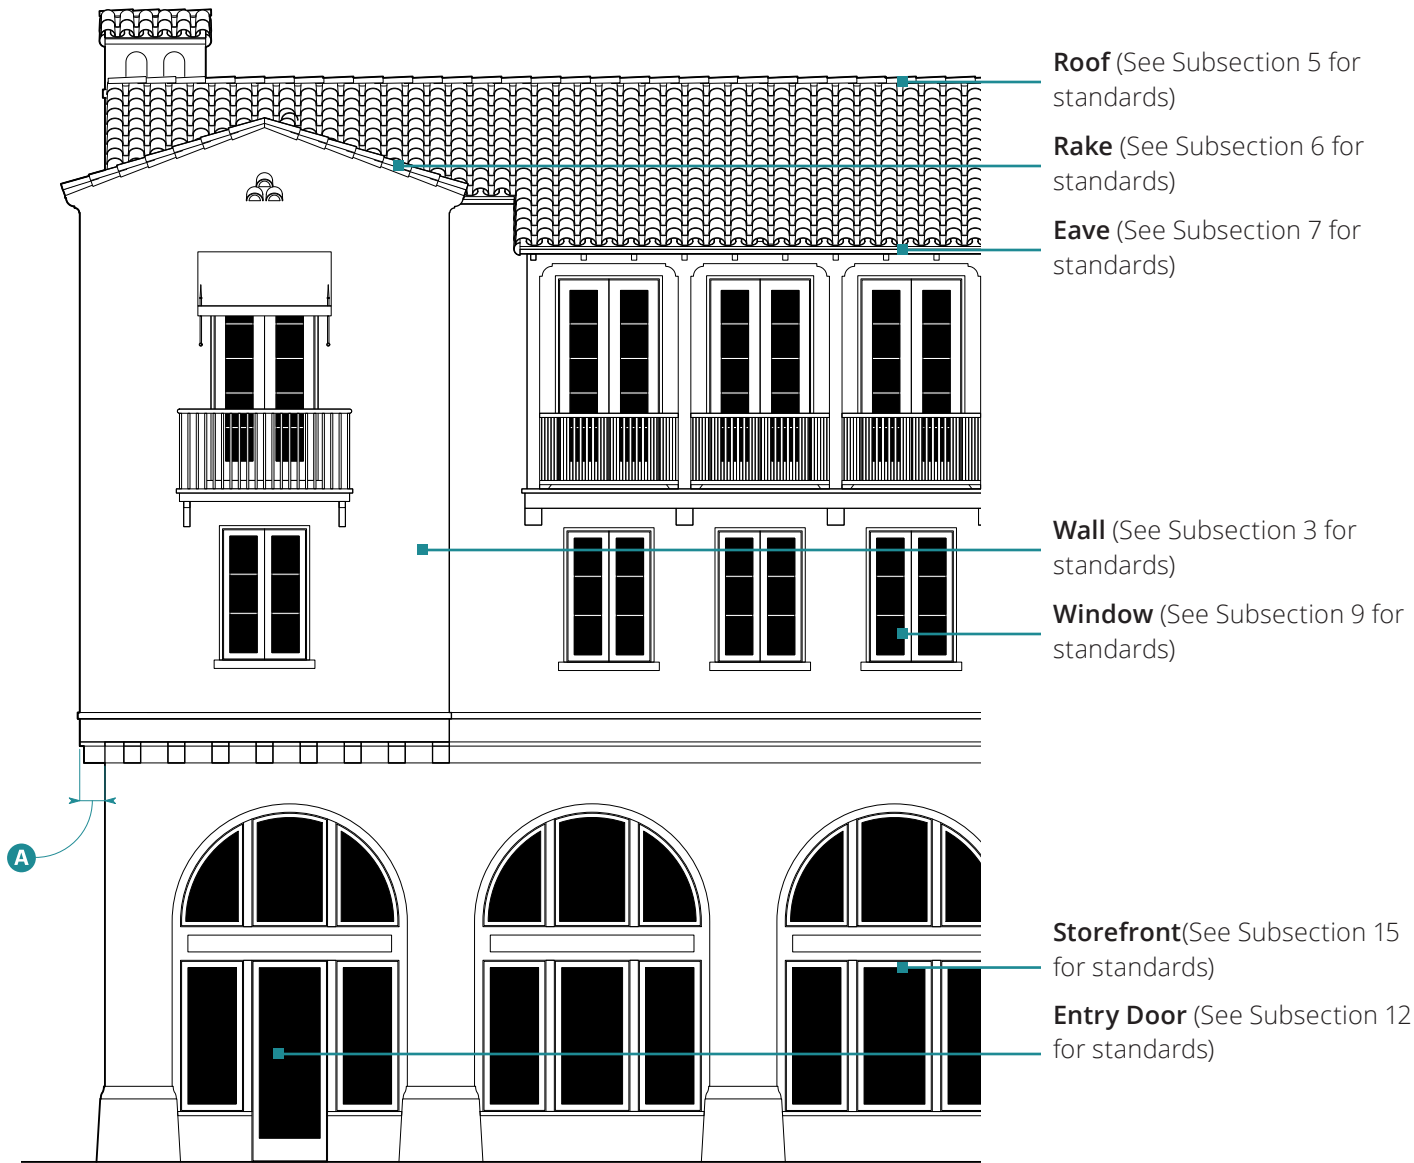 Roof (See Subsection 5 for
standards)
Rake (See Subsection 6 for
standards)
Eave (See Subsection 7 for
standards)
Wall (See Subsection 3 for
standards)
Window (See Subsection 9 for
standards)
A
Storefront(See Subsection 15
for standards)
Entry Door (See Subsection 12
for standards)